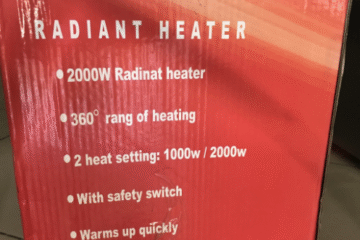 RADIANT HEATER
• 2000W Radinat heater
• 360° rang of heating
• 2 heat setting: 1000w / 2000w
• With safety switch
• Warms up quickly